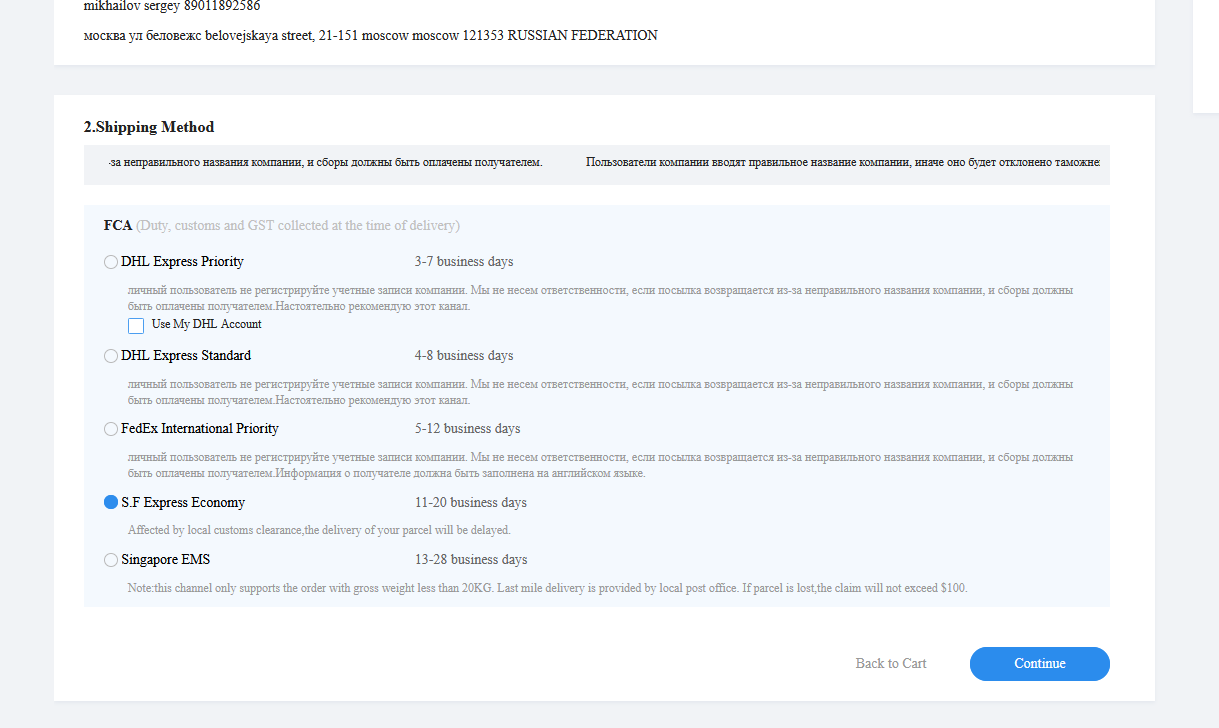 mikhailov sergey 89011892586
москва ул беловежс belovejskaya street, 21-151 moscow moscow 121353 RUSSIAN FEDERATION
2.Shipping Method
-за неправильного названия компании, и сборы должны быть оплачены получателем. Пользователи компании вводят правильное название компании, иначе оно будет отклонено таможне
FCA (Duty, customs and GST collected at the time of delivery)
DHL Express Priority 3-7 business days
личный пользователь не регистрируйте учетные записи компании. Мы не несем ответственности, если посылка возвращается из-за неправильного названия компании, и сборы должны
быть оплачены получателем.Настоятельно рекомендую этот канал.
Use My DHL Account
DHL Express Standard 4-8 business days
личный пользователь не регистрируйте учетные записи компании. Мы не несем ответственности, если посылка возвращается из-за неправильного названия компании, и сборы должны
быть оплачены получателем.Настоятельно рекомендую этот канал.
FedEx International Priority 5-12 business days
личный пользователь не регистрируйте учетные записи компании. Мы не несем ответственности, если посылка возвращается из-за неправильного названия компании, и сборы должны
быть оплачены получателем.Информация о получателе должна быть заполнена на английском языке.
S.F Express Economy 11-20 business days
Affected by local customs clearance,the delivery of your parcel will be delayed.
Singapore EMS 13-28 business days
Note:this channel only supports the order with gross weight less than 20KG. Last mile delivery is provided by local post office. If parcel is lost,the claim will not exceed $100.
Back to Cart Continue